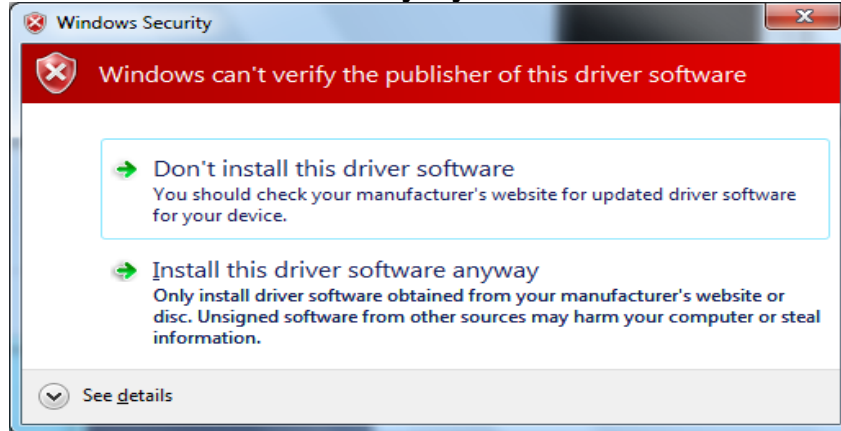 Windows Security
Windows can't verify the publisher of this driver software
Don't install this driver software
You should check your manufacturer's website for updated driver software
for your device.
Install this driver software anyway
Only install driver software obtained from your manufacturer's website or
disc. Unsigned software from other sources may harm your computer or steal
information.
See details